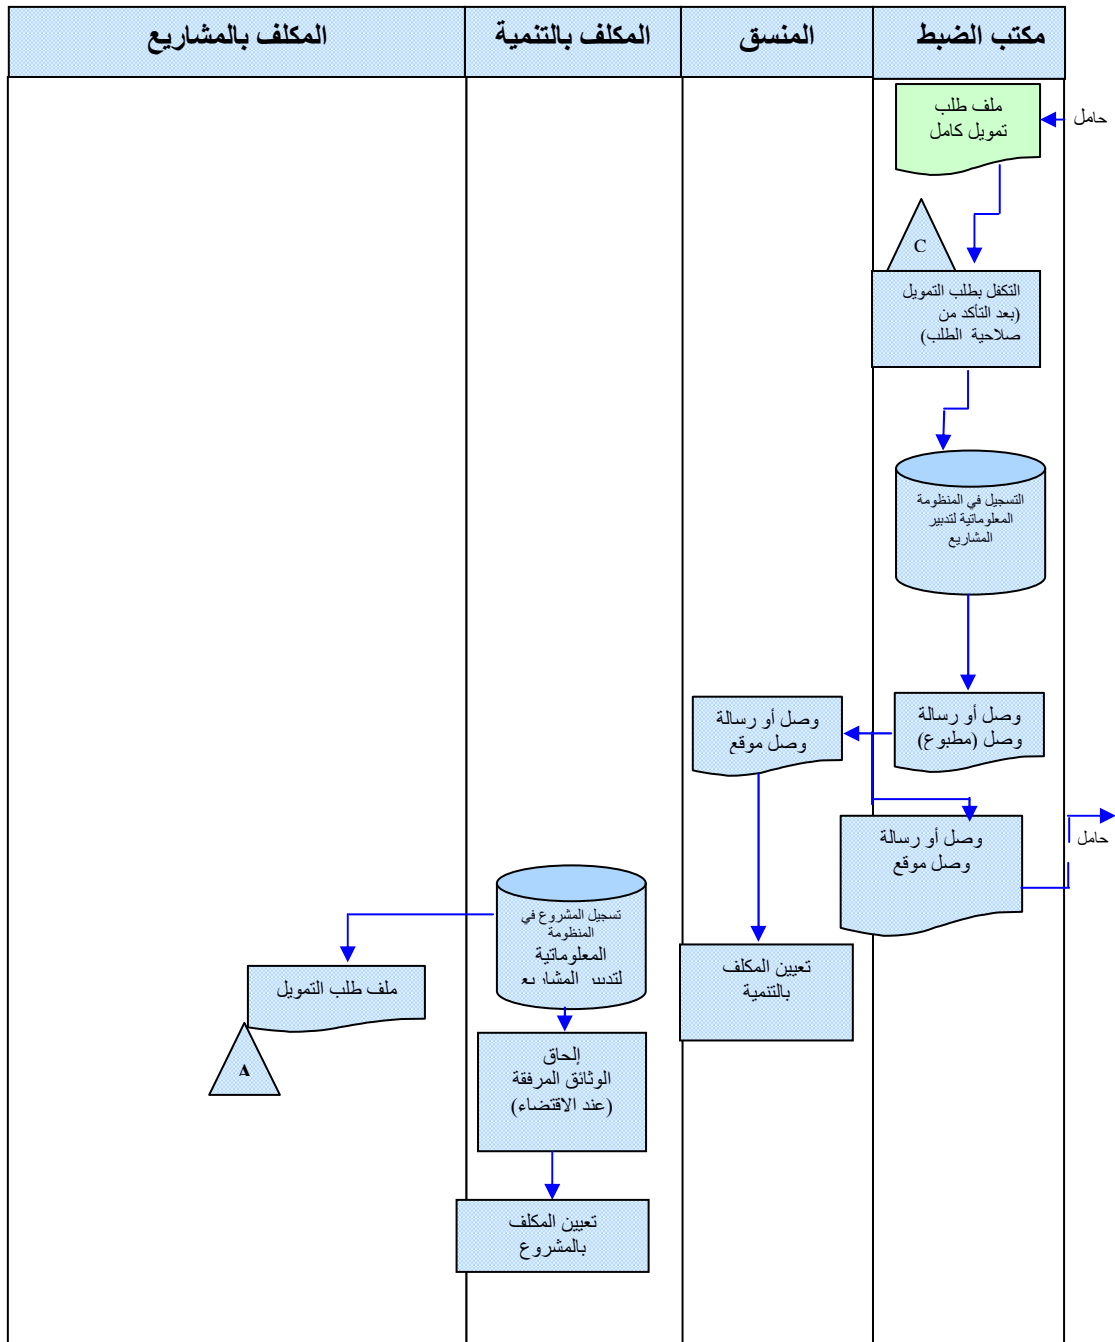 مكتب الضبط
المنسق
المكلف بالتنمية
المكلف بالمشاريع
حامل
ملف طلب
تمويل كامل
C
التكفل بطلب التمويل
(بعد التأكد من
صلاحية الطلب)
التسجيل في المنظومة
المعلوماتية لتدبير
المشاريع
وصل أو رسالة
وصل (مطبوع)
وصل أو رسالة
وصل موقع
وصل أو رسالة
وصل موقع
حامل
تعيين المكلف
بالتنمية
تسجيل المشروع في
المنظومة
المعلوماتية
لتدبير المشاريع
إلحاق
الوثائق المرفقة
(عند الاقتضاء)
تعيين المكلف
بالمشروع
ملف طلب التمويل
A